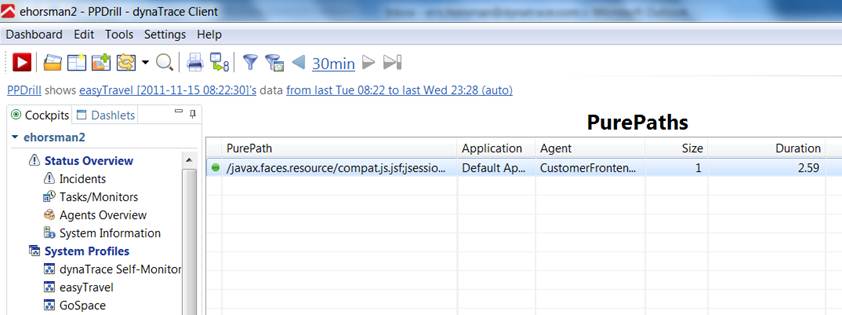 ehorsman2 - PPDrill - dynaTrace Client
Dashboard Edit Tools Settings Help
30min
PPDrill shows easyTravel [2011-11-15 08:22:30]'s data from last Tue 08:22 to last Wed 23:28 (auto)
Cockpits Dashlets
PurePaths
ehorsman2
PurePath Application Agent Size Duration
Status Overview
/javax.faces.resource/compat.js.jsf;jsessio... Default Ap... CustomerFronten... 1 2.59
Incidents
Tasks/Monitors
Agents Overview
System Information
System Profiles
dynaTrace Self-Monitor
easyTravel
GoSpace